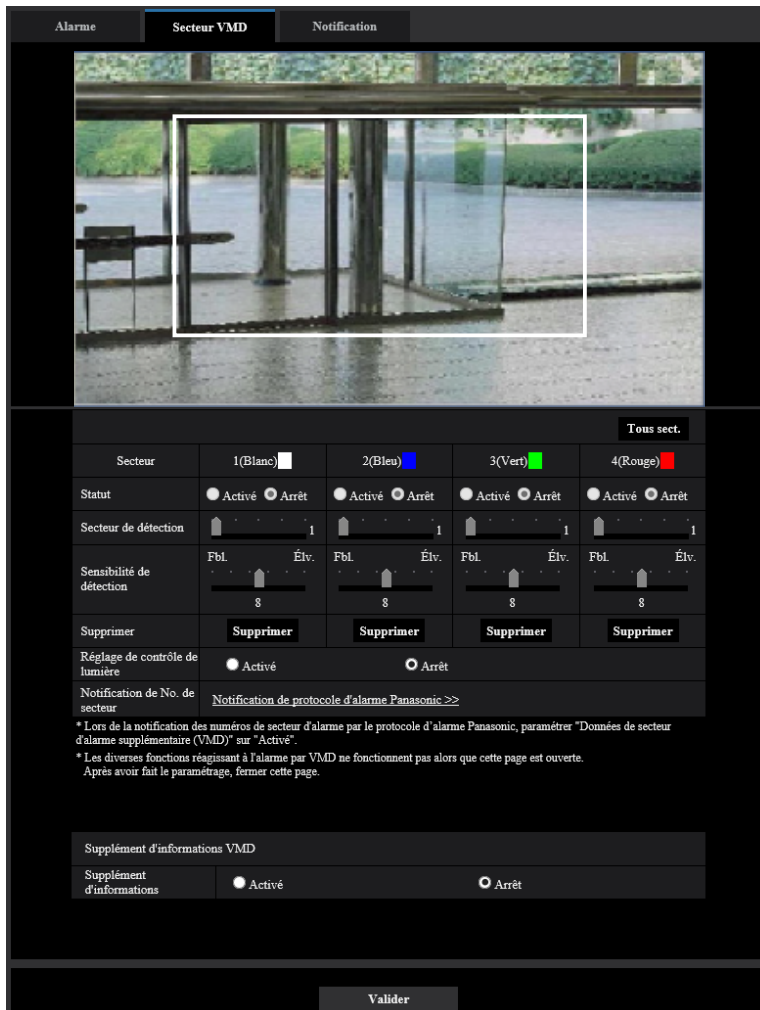 Alarme Secteur VMD Notification
Tous sect.
Secteur 1(Blanc) 2(Bleu) 3(Vert) 4(Rouge)
Statut Activé Arrêt Activé Arrêt Activé Arrêt Activé Arrêt
Secteur de détection 1 1 1 1
Sensibilité de détection Fbl. Élv. Fbl. Élv. Fbl. Élv. Fbl. Élv.
8 8 8 8
Supprimer Supprimer Supprimer Supprimer Supprimer
Réglage de contrôle de
lumière Activé Arrêt
Notification de No. de
secteur Notification de protocole d'alarme Panasonic >>
* Lors de la notification des numéros de secteur d'alarme par le protocole d’alarme Panasonic, paramétrer "Données de secteur
d'alarme supplémentaire (VMD)" sur "Activé".
* Les diverses fonctions réagissant à l'alarme par VMD ne fonctionnent pas alors que cette page est ouverte.
Après avoir fait le paramétrage, fermer cette page.
Supplément d'informations VMD
Supplément
d'informations Activé Arrêt
Valider